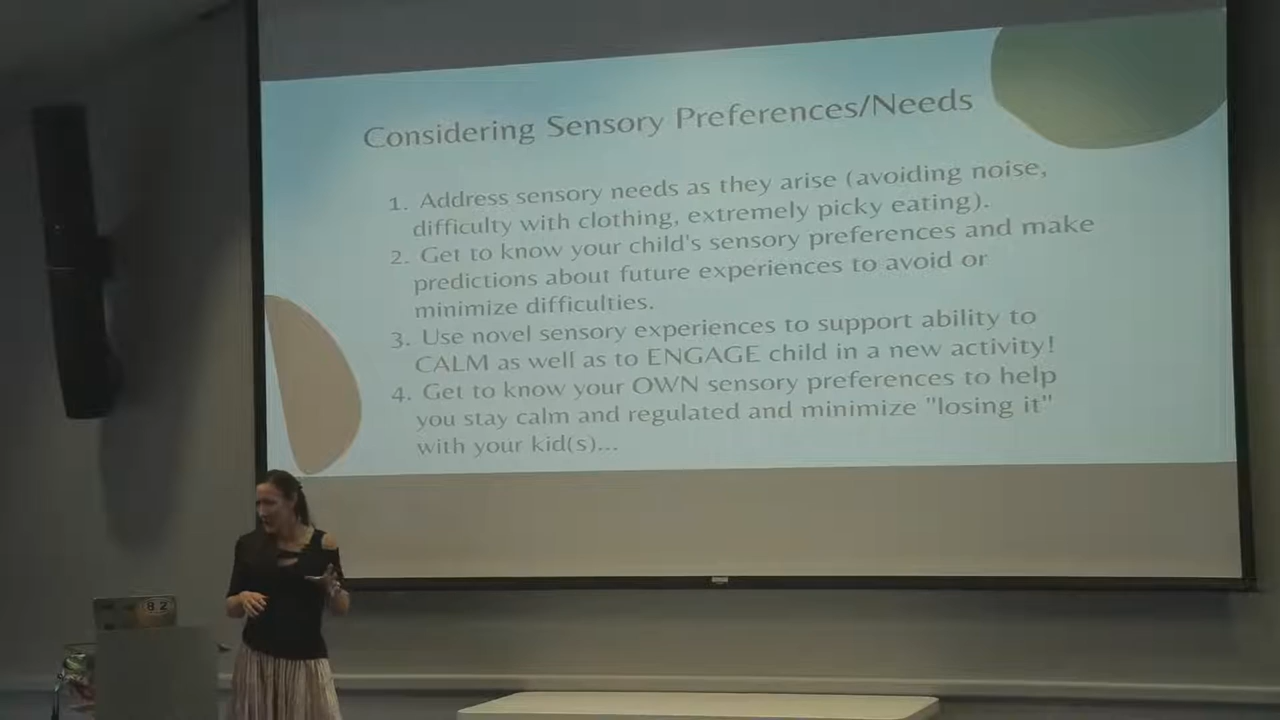 Considering Sensory Preferences/Needs
1. Address sensory needs as they arise (avoiding noise,
difficulty with clothing, extremely picky eating).
2. Get to know your child's sensory preferences and make
predictions about future experiences to avoid or
minimize difficulties.
3. Use novel sensory experiences to support ability to
CALM as well as to ENGAGE child in a new activity!
4. Get to know your OWN sensory preferences to help
you stay calm and regulated and minimize "losing it"
with your kid(s)...
8.2